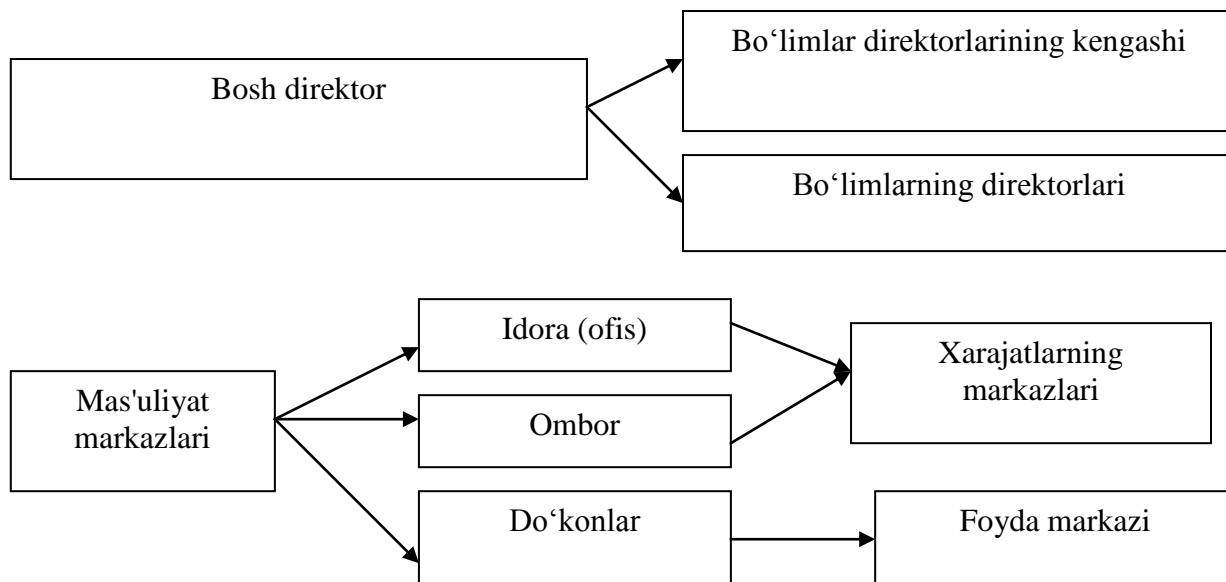 Bosh direktor
Bo‘limlar direktorlarining kengashi
Bo‘limlarning direktorlari
Mas'uliyat
markazlari
Idora (ofis)
Ombor
Do‘konlar
Xarajatlarning
markazlari
Foyda markazi